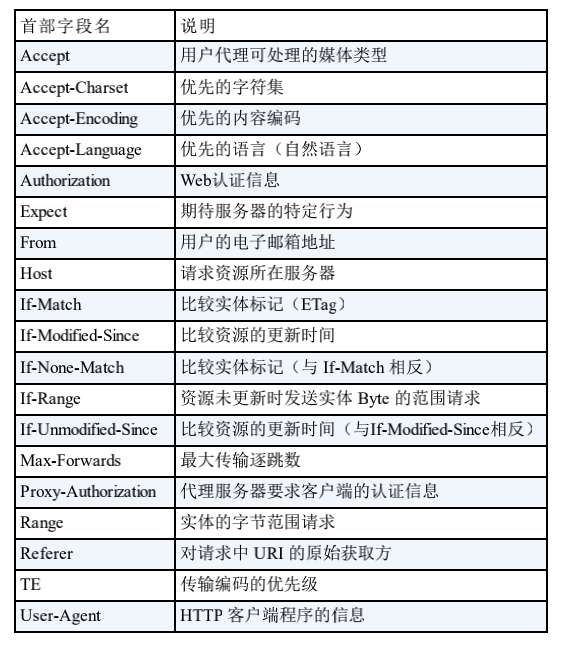 首部字段名 说明
Accept 用户代理可处理的媒体类型
Accept-Charset 优先的字符集
Accept-Encoding 优先的内容编码
Accept-Language 优先的语言（自然语言）
Authorization Web认证信息
Expect 期待服务器的特定行为
From 用户的电子邮箱地址
Host 请求资源所在服务器
If-Match 比较实体标记（ETag）
If-Modified-Since 比较资源的更新时间
If-None-Match 比较实体标记（与 If-Match 相反）
If-Range 资源未更新时发送实体 Byte 的范围请求
If-Unmodified-Since 比较资源的更新时间（与If-Modified-Since相反）
Max-Forwards 最大传输逐跳数
Proxy-Authorization 代理服务器要求客户端的认证信息
Range 实体的字节范围请求
Referer 对请求中 URI 的原始获取方
TE 传输编码的优先级
User-Agent HTTP 客户端程序的信息